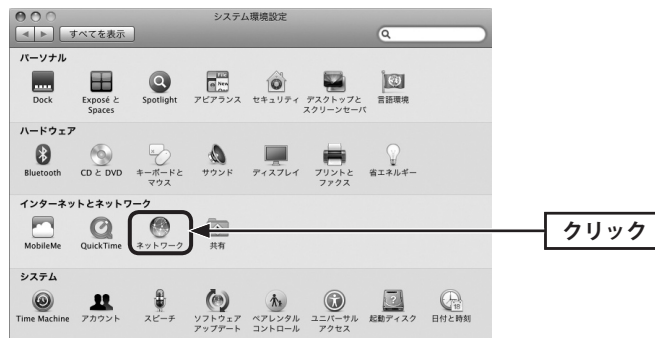 システム環境設定
すべてを表示
パーソナル
Dock
Exposé と
Spaces
Spotlight
アピアランス
セキュリティ
デスクトップと
スクリーンセーバ
言語環境
ハードウェア
Bluetooth
CD と DVD
キーボードと
マウス
サウンド
ディスプレイ
プリントと
ファクス
省エネルギー
インターネットとネットワーク
MobileMe
QuickTime
ネットワーク
共有
クリック
システム
Time Machine
アカウント
スピーチ
ソフトウェア
アップデート
ペアレンタル
コントロール
ユニバーサル
アクセス
起動ディスク
日付と時刻